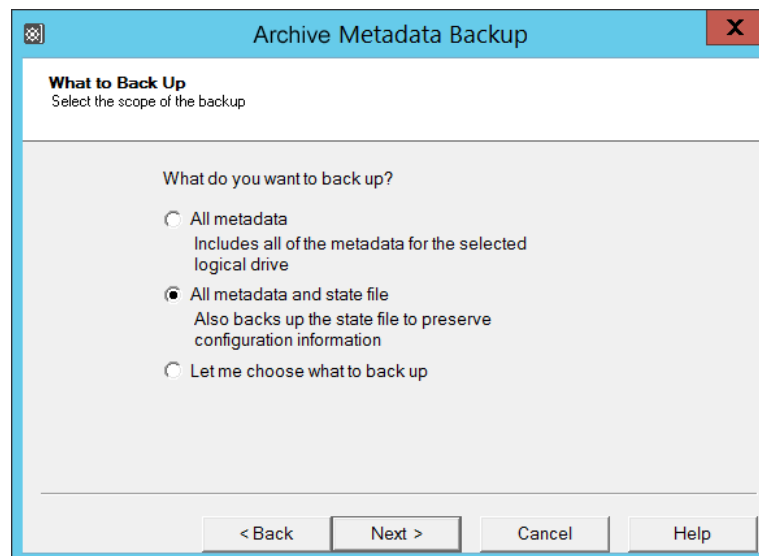 Archive Metadata Backup
What to Back Up
Select the scope of the backup
What do you want to back up?
All metadata
Includes all of the metadata for the selected
logical drive
All metadata and state file
Also backs up the state file to preserve
configuration information
Let me choose what to back up
< Back Next > Cancel Help